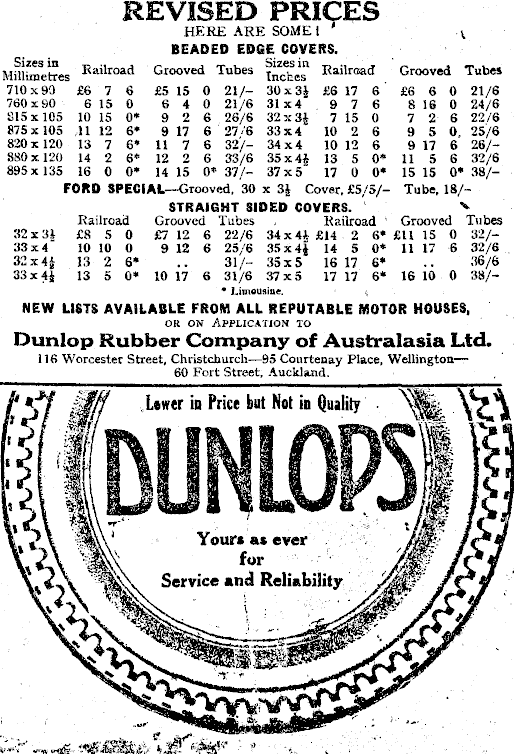 REVISED PRICES
HERE ARE SOME!
BEADED EDGE COVERS.
Sizes in Millimetres Railroad Grooved Tubes Sizes in Inches Railroad Grooved Tubes
710 x 90 £6 7 6 £5 15 0 21/- 30 x 3½ £6 17 6 £6 6 0 21/6
760 x 90 6 15 0 6 4 0 21/6 31 x 4 9 7 6 8 16 0 24/6
815 x 105 10 15 0* 9 2 6 26/6 32 x 3½ 7 15 0 7 2 6 22/6
875 x 105 11 12 6* 9 17 6 27/6 33 x 4 10 2 6 9 5 0 25/6
820 x 120 13 7 6* 11 7 6 32/- 34 x 4 10 12 6 9 17 6 26/-
880 x 120 14 2 6* 12 2 6 33/6 35 x 4½ 13 5 0* 11 5 6 32/6
895 x 135 16 0 0* 14 15 0* 37/- 37 x 5 17 0 0* 15 15 0* 38/-
FORD SPECIAL—Grooved, 30 x 3½ Cover, £5/5/- Tube, 18/-
STRAIGHT SIDED COVERS.
Railroad Grooved Tubes Railroad Grooved Tubes
32 x 3½ £8 5 0 £7 12 6 22/6 34 x 4½ £14 2 6* £11 15 0 32/-
33 x 4 10 10 0 9 12 6 25/6 35 x 4½ 14 5 0* 11 17 6 32/6
32 x 4½ 13 2 6* .. 31/- 35 x 5 16 17 6* 36/6
33 x 4½ 13 5 0* 10 17 6 31/6 37 x 5 17 17 6* 16 10 0 38/-
* Limousine.
NEW LISTS AVAILABLE FROM ALL REPUTABLE MOTOR HOUSES,
OR ON APPLICATION TO
Dunlop Rubber Company of Australasia Ltd.
116 Worcester Street, Christchurch—95 Courtenay Place, Wellington—
60 Fort Street, Auckland.
Lower in Price but Not in Quality
DUNLOPS
Yours as ever
for
Service and Reliability